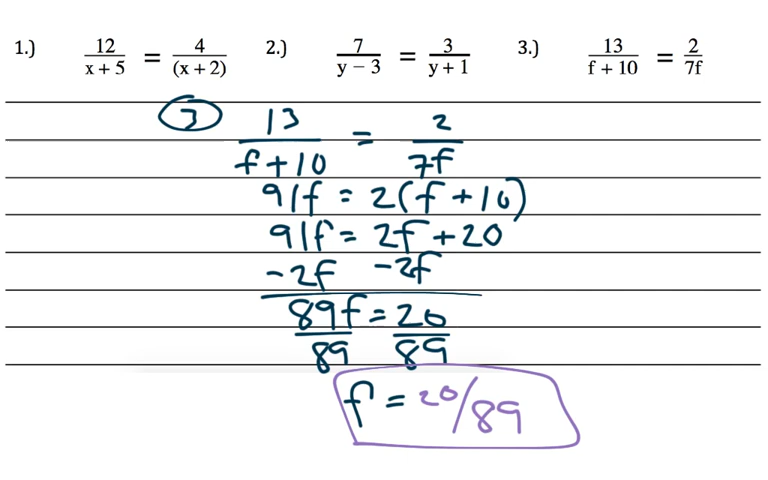 1.) 12/(x + 5) = 4/((x + 2)) 2.) 7/(y − 3) = 3/(y + 1) 3.) 13/(f + 10) = 2/(7f)
③ 13/(f + 10) = 2/(7f)
91f = 2(f + 10)
91f = 2f + 20
-2f -2f
89f = 20
89 89
f = 20/89